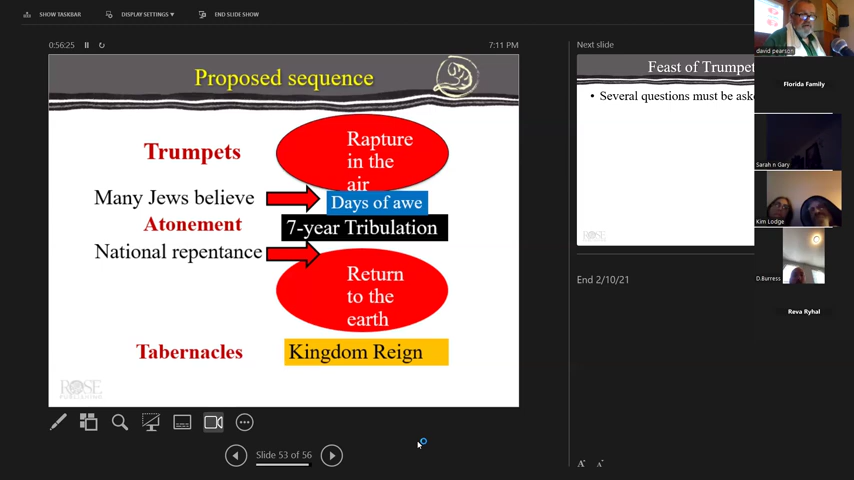 SHOW TASKBAR
DISPLAY SETTINGS
END SLIDE SHOW
0:56:25
7:11 PM
Proposed sequence
Trumpets
Rapture
in the
air
Many Jews believe
Days of awe
Atonement
7-year Tribulation
National repentance
Return
to the
earth
Tabernacles
Kingdom Reign
ROSE
PUBLISHING
Slide 53 of 56
Next slide
Feast of Trumpet
• Several questions must be ask
ROSE
End 2/10/21
A A
david pearson
Florida Family
Sarah n Gary
Kim Lodge
D.Burress
Reva Ryhal